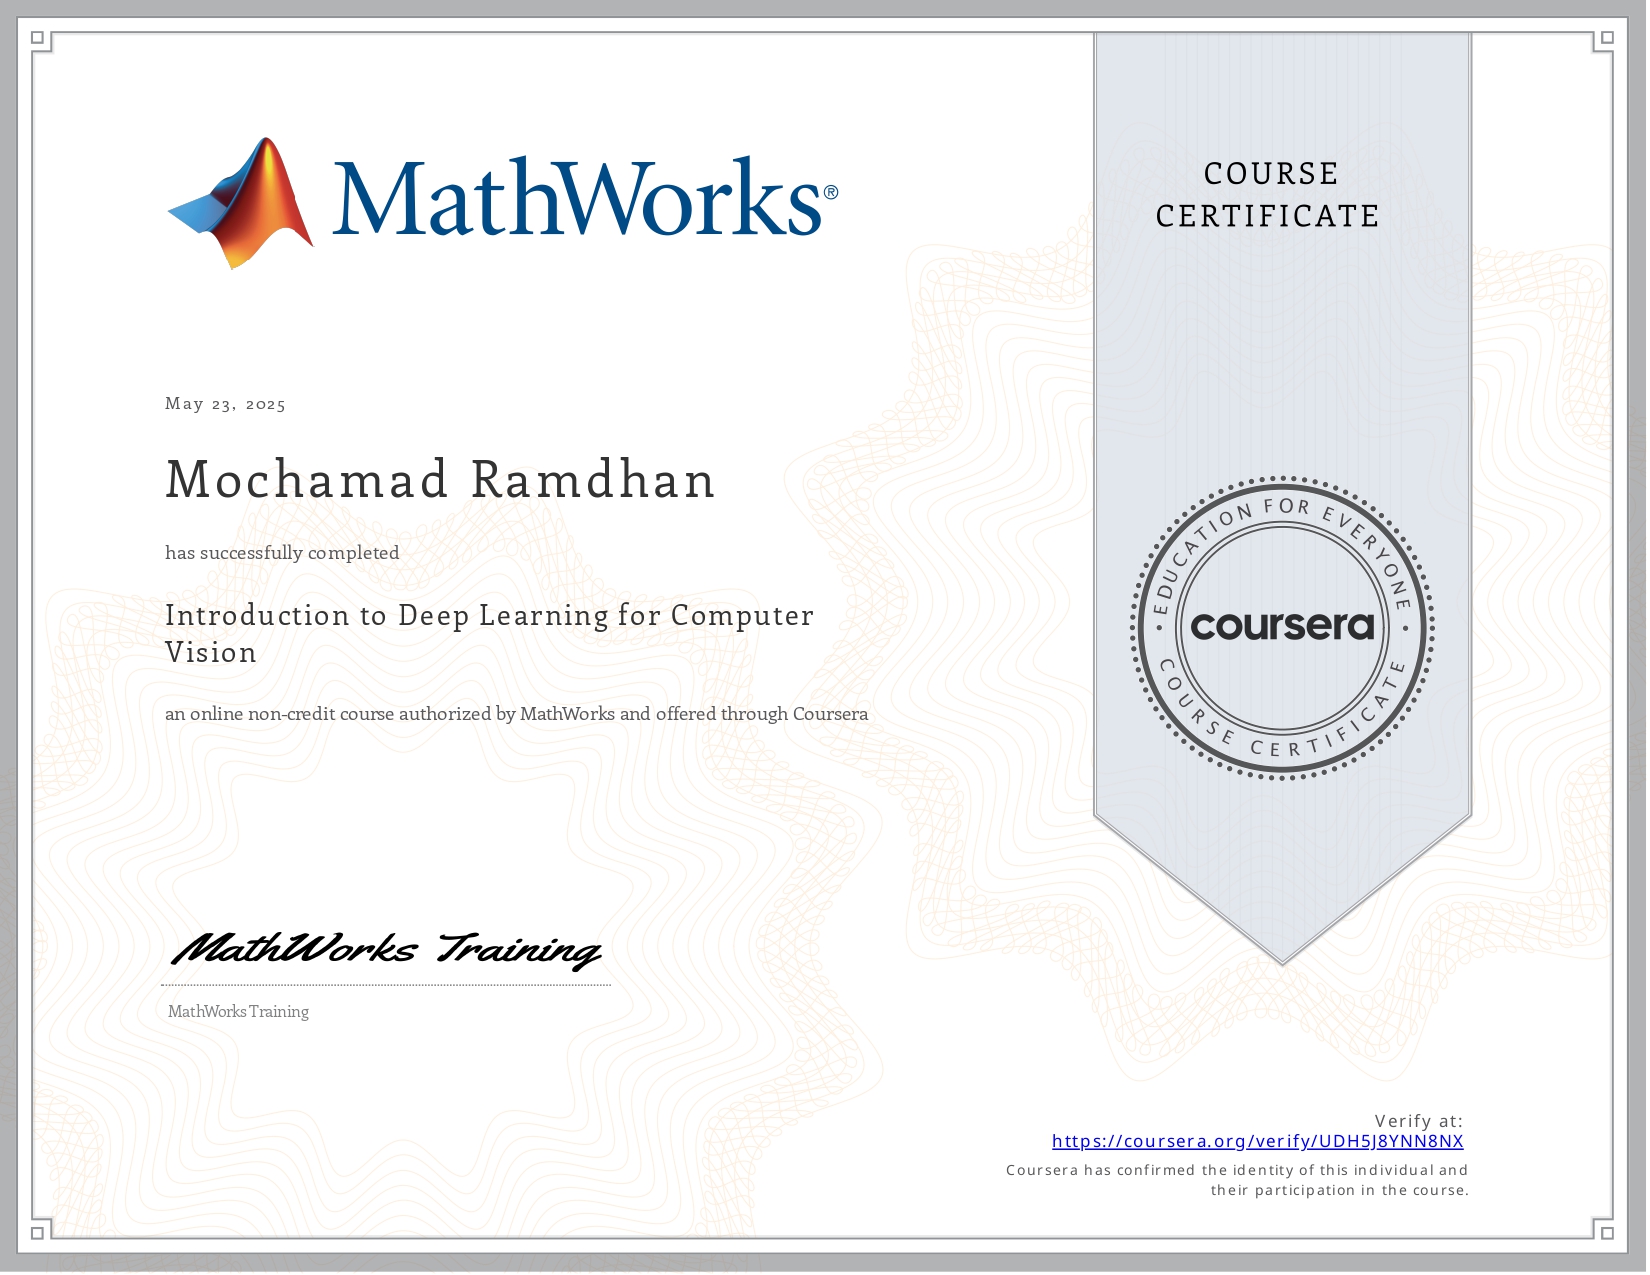 MathWorks®
COURSE
CERTIFICATE
May 23, 2025
Mochamad Ramdhan
has successfully completed
Introduction to Deep Learning for Computer
Vision
an online non-credit course authorized by MathWorks and offered through Coursera
EDUCATION FOR EVERYONE
coursera
COURSE CERTIFICATE
MathWorks Training
MathWorks Training
Verify at:
https://coursera.org/verify/UDH5J8YNN8NX
Coursera has confirmed the identity of this individual and
their participation in the course.